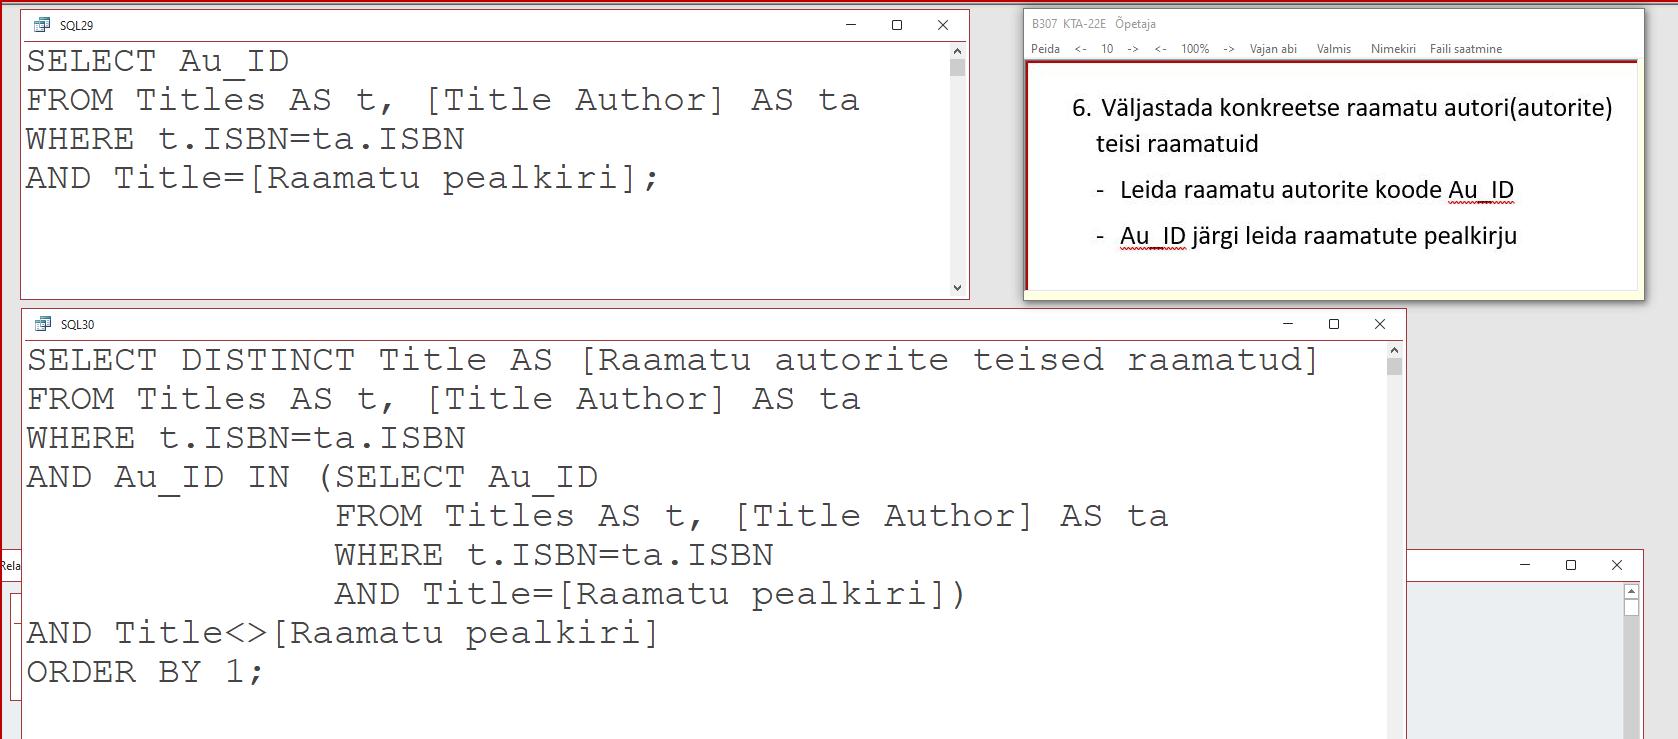 SQL29
SELECT Au_ID
FROM Titles AS t, [Title Author] AS ta
WHERE t.ISBN=ta.ISBN
AND Title=[Raamatu pealkiri];
B307 KTA-22E Õpetaja
Peida <- 10 -> <- 100% -> Vajan abi Valmis Nimekiri Faili saatmine
6. Väljastada konkreetse raamatu autori(autorite)
teisi raamatuid
- Leida raamatu autorite koode Au_ID
- Au_ID järgi leida raamatute pealkirju
SQL30
SELECT DISTINCT Title AS [Raamatu autorite teised raamatud]
FROM Titles AS t, [Title Author] AS ta
WHERE t.ISBN=ta.ISBN
AND Au_ID IN (SELECT Au_ID
FROM Titles AS t, [Title Author] AS ta
WHERE t.ISBN=ta.ISBN
AND Title=[Raamatu pealkiri])
AND Title<>[Raamatu pealkiri]
ORDER BY 1;
Rela